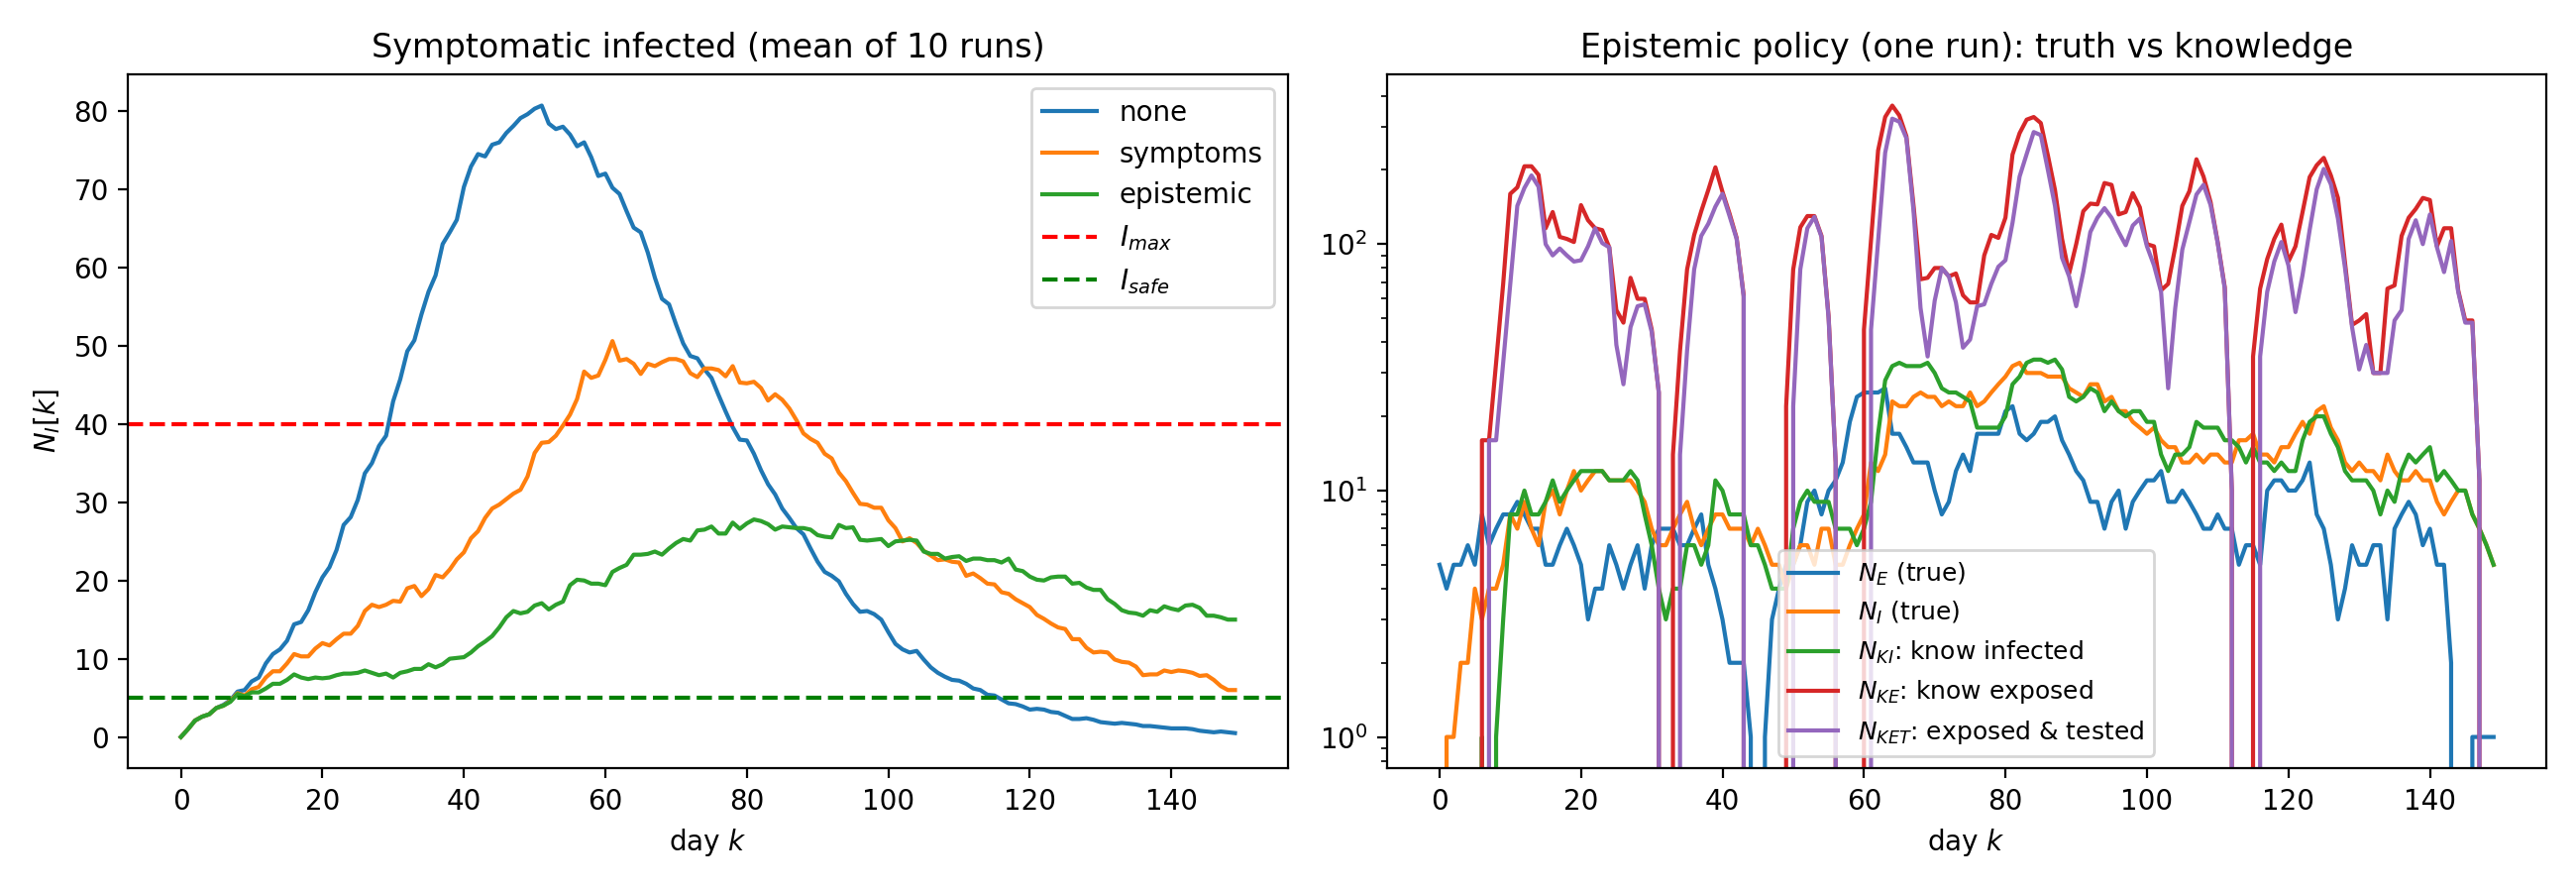 Symptomatic infected (mean of 10 runs)
80
70
60
50
40
30
20
10
0
N_I[k]
0 20 40 60 80 100 120 140
day k
none
symptoms
epistemic
I_max
I_safe
Epistemic policy (one run): truth vs knowledge
10^2
10^1
10^0
0 20 40 60 80 100 120 140
day k
N_E (true)
N_I (true)
N_KI: know infected
N_KE: know exposed
N_KET: exposed & tested